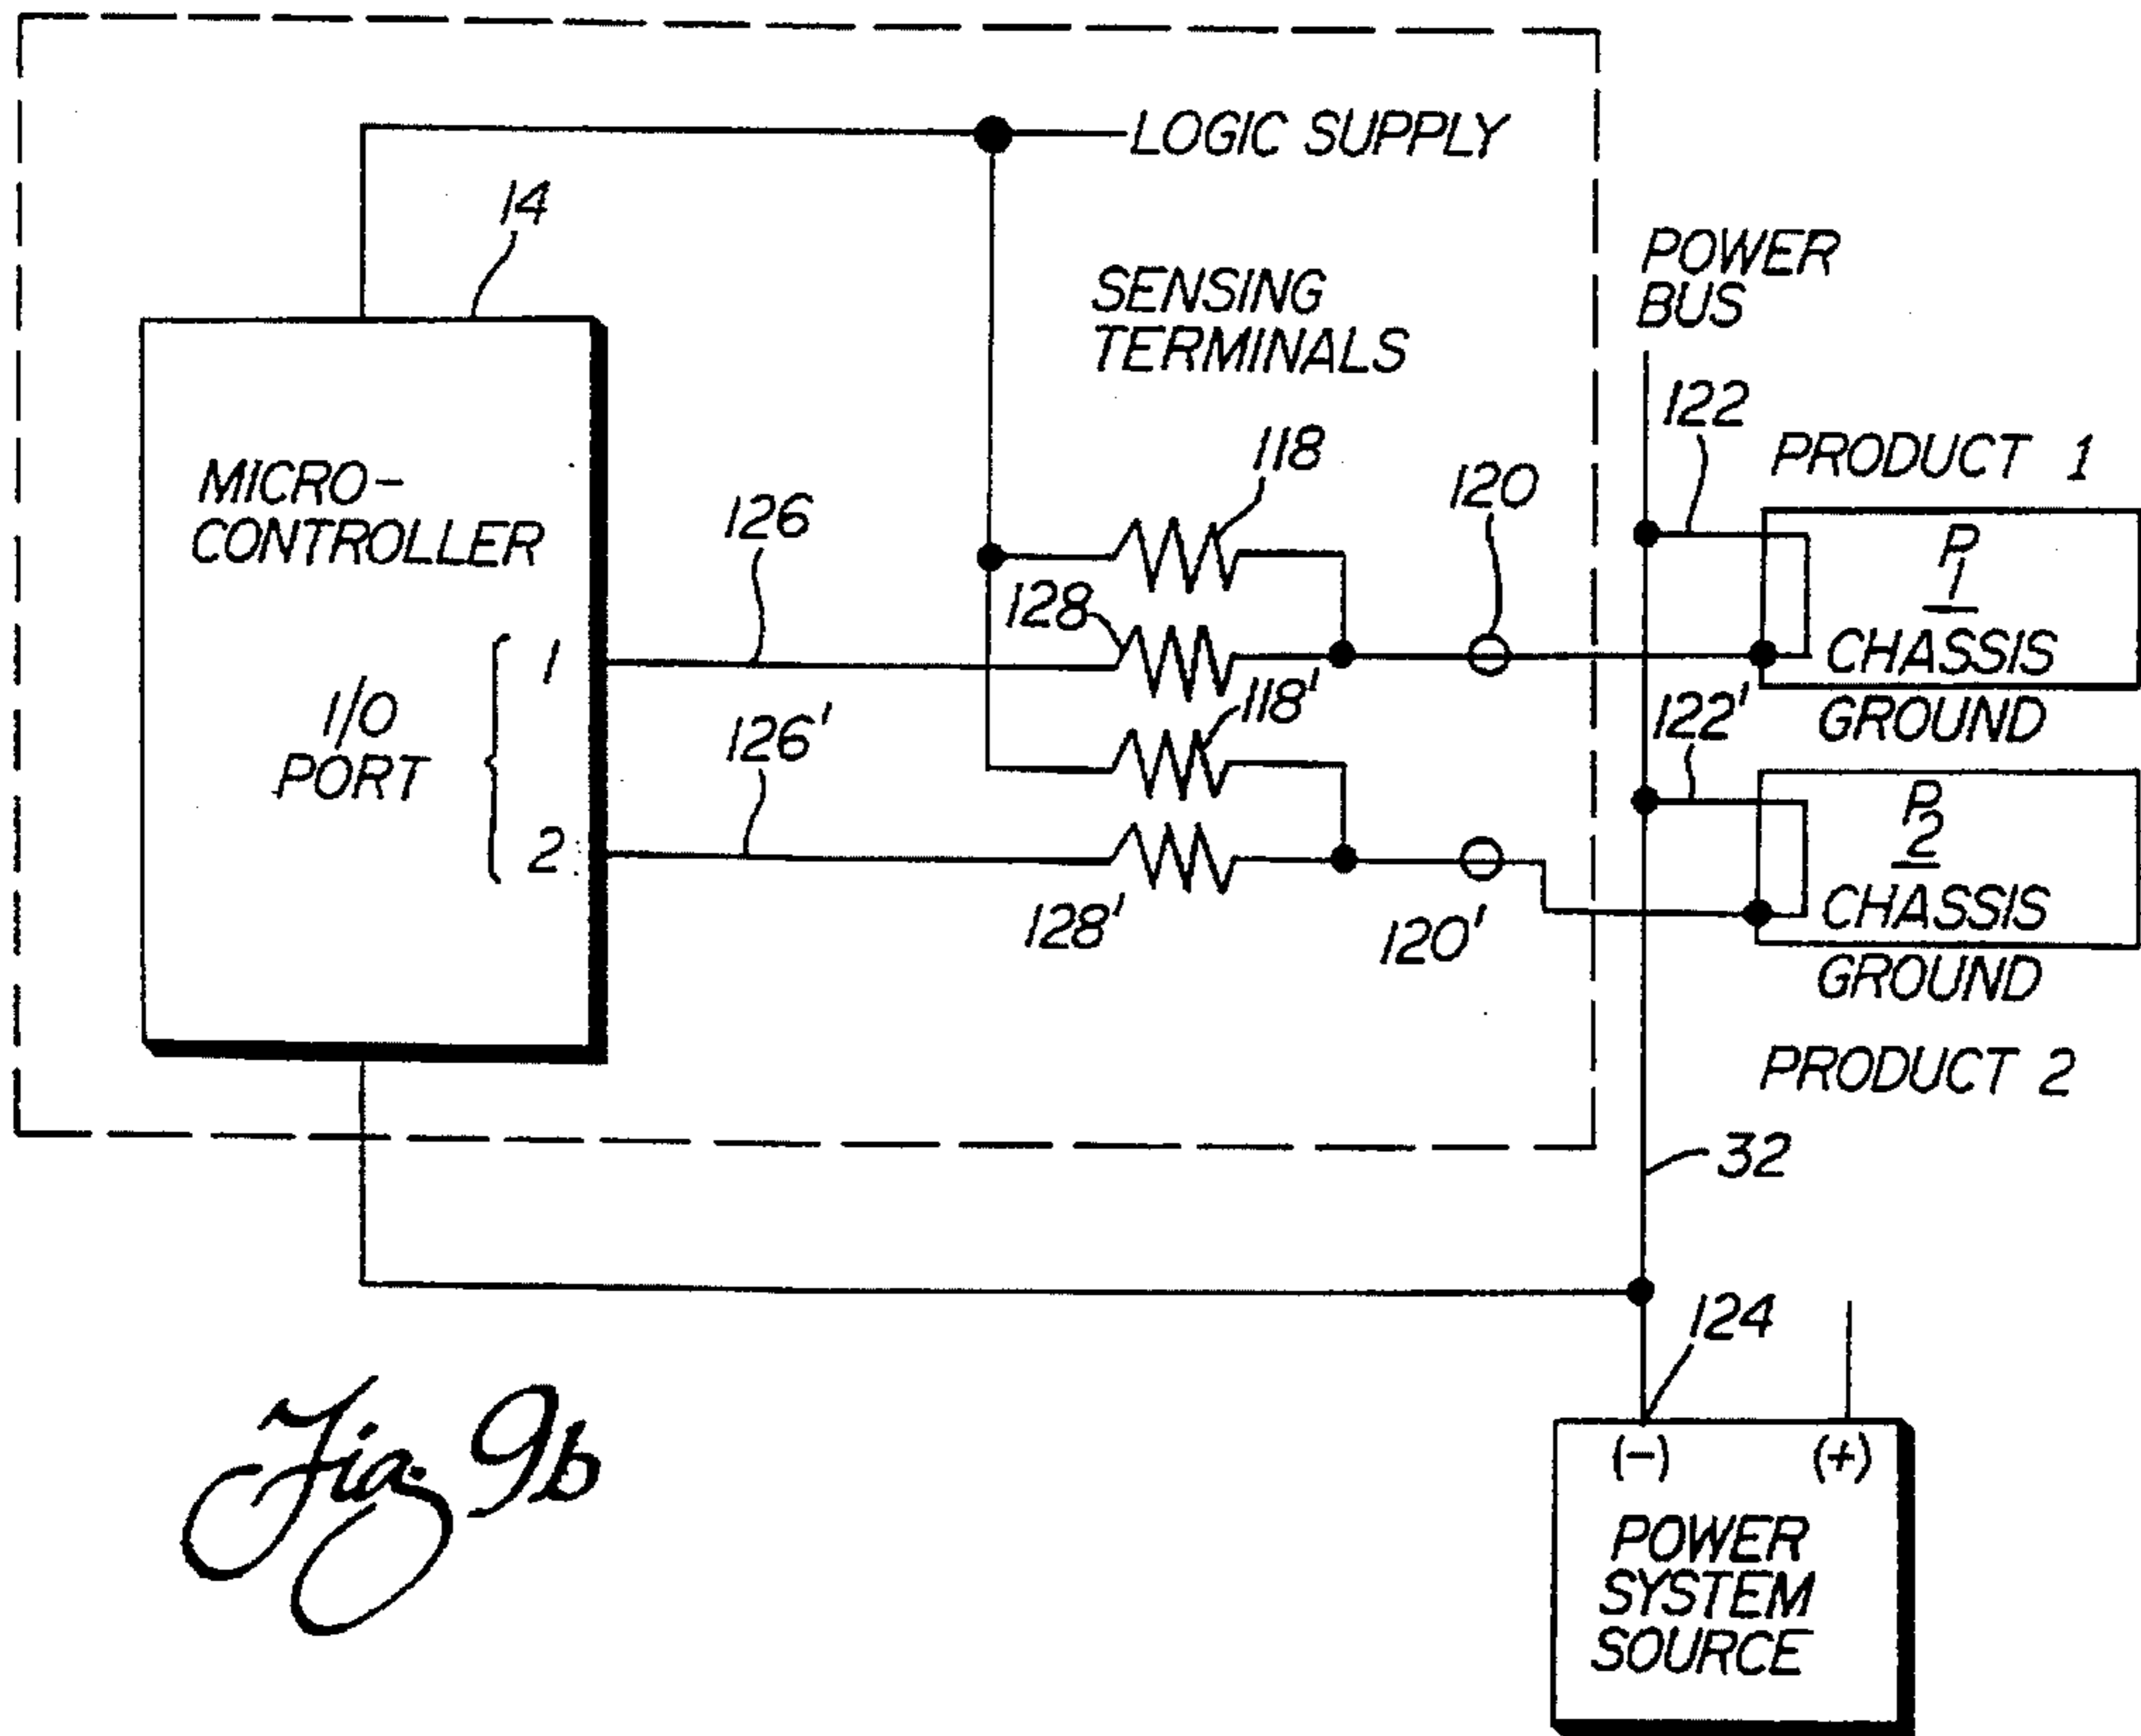 LOGIC SUPPLY
14
POWER
BUS
SENSING
TERMINALS
122
PRODUCT 1
118
120
MICRO-
CONTROLLER
126
P
1
128
1
CHASSIS
GROUND
118'
122'
I/O
PORT
126'
P
2
2
CHASSIS
GROUND
128'
120'
PRODUCT 2
32
124
Fig. 9b
(-) (+)
POWER
SYSTEM
SOURCE